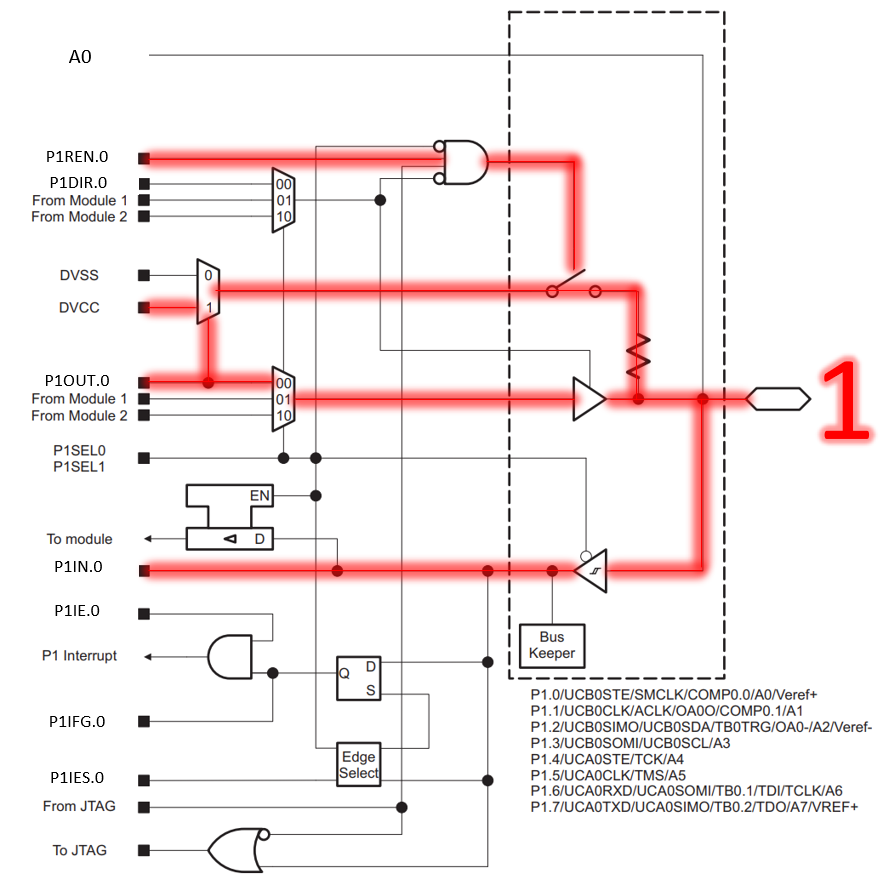 A0
P1REN.0
P1DIR.0
00
From Module 1
01
From Module 2
10
DVSS
0
DVCC
1
P1OUT.0
00
From Module 1
01
From Module 2
10
1
P1SEL0
P1SEL1
EN
To module
D
P1IN.0
P1IE.0
Bus
Keeper
P1 Interrupt
Q
D
S
P1IFG.0
Edge
Select
P1IES.0
From JTAG
To JTAG
P1.0/UCB0STE/SMCLK/COMP0.0/A0/Veref+
P1.1/UCB0CLK/ACLK/OA0O/COMP0.1/A1
P1.2/UCB0SIMO/UCB0SDA/TB0TRG/OA0-/A2/Veref-
P1.3/UCB0SOMI/UCB0SCL/A3
P1.4/UCA0STE/TCK/A4
P1.5/UCA0CLK/TMS/A5
P1.6/UCA0RXD/UCA0SOMI/TB0.1/TDI/TCLK/A6
P1.7/UCA0TXD/UCA0SIMO/TB0.2/TDO/A7/VREF+